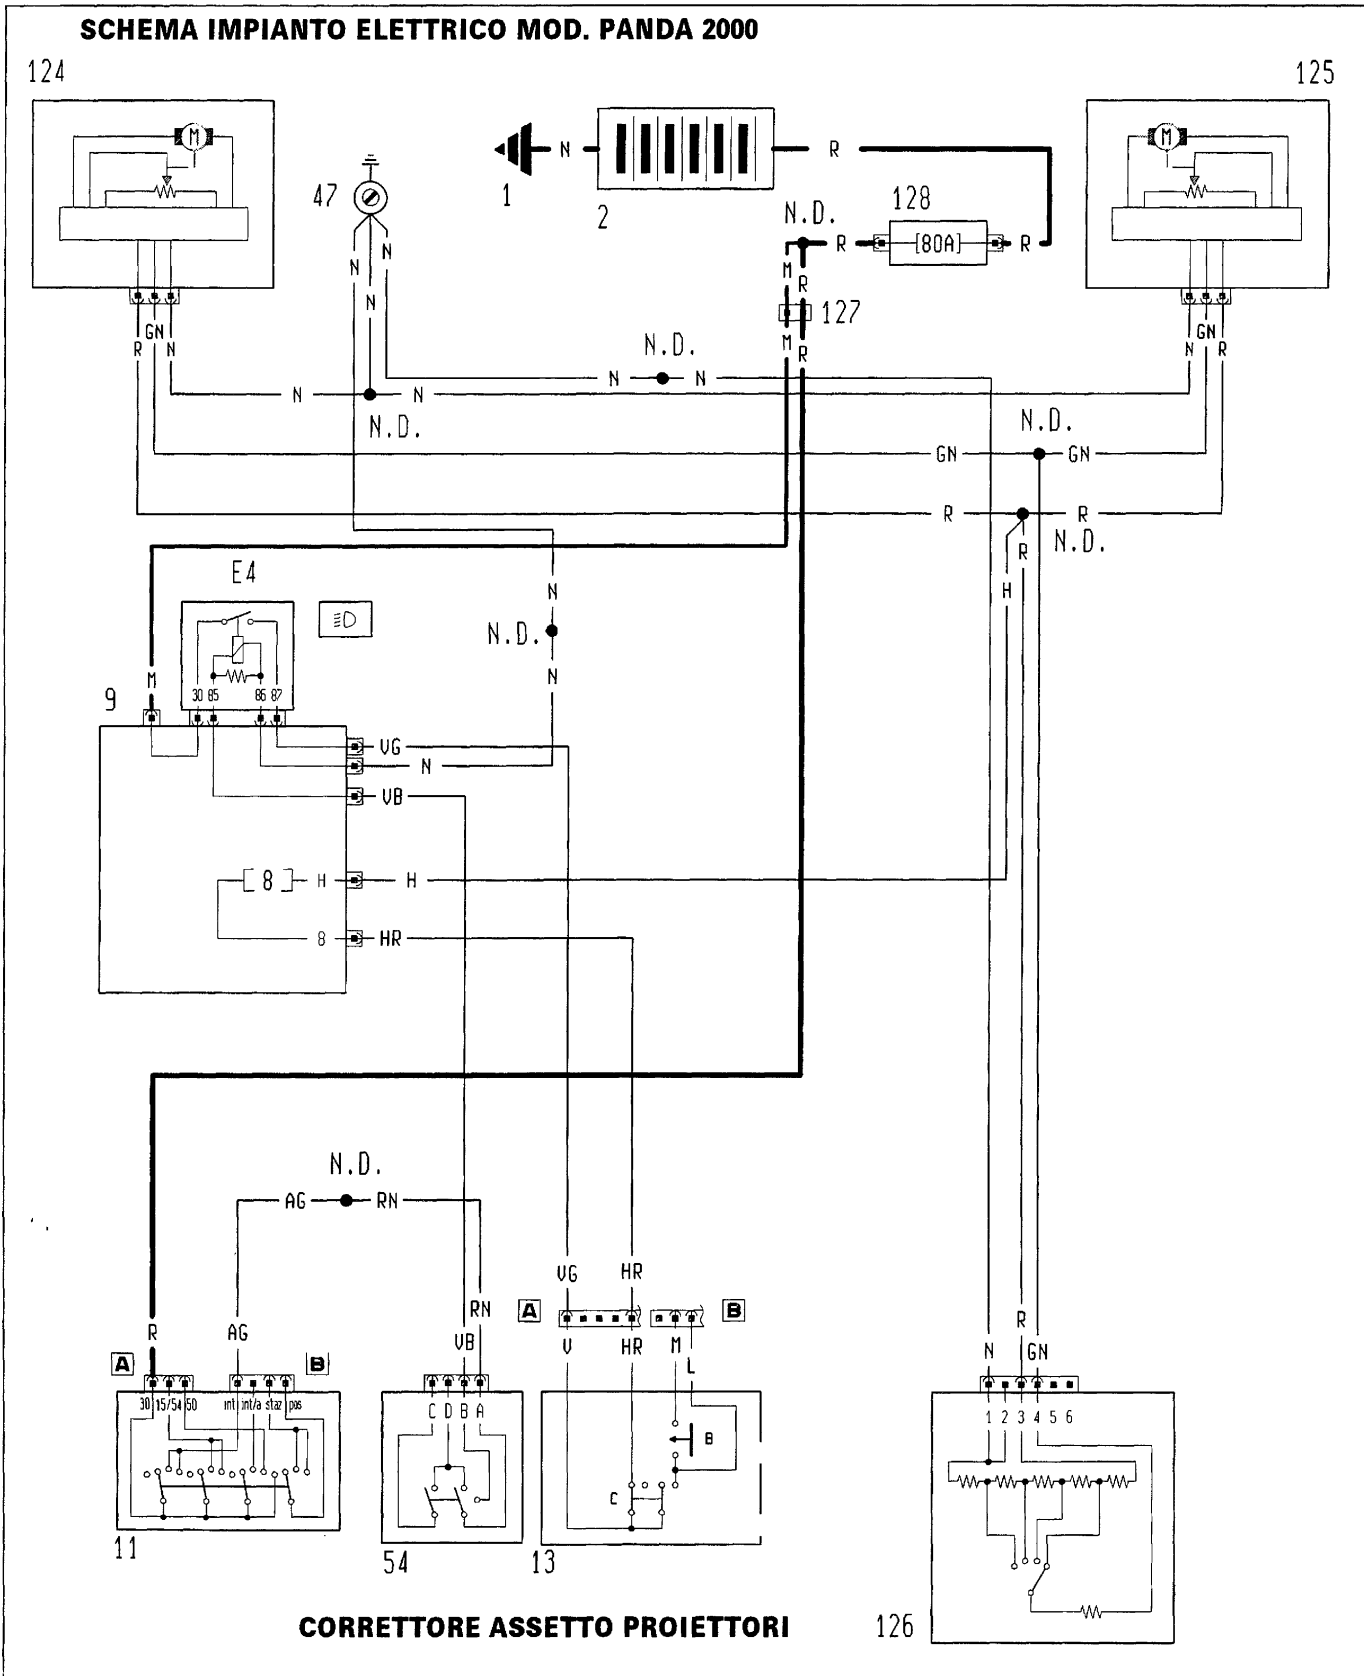 SCHEMA IMPIANTO ELETTRICO MOD. PANDA 2000
124
125
M
M
47
1
N
2
R
128
N.D.
R
[80A]
R
N
N
N
M
R
127
M
R
R
GN
N
N
GN
R
N.D.
N
N
N
N
N.D.
N.D.
GN
GN
R
R
N.D.
R
H
E4
N
N.D.
N
M
9
30 85 86 87
VG
N
VB
[8] H
H
8
HR
N.D.
AG
RN
VG
HR
RN
A
B
R
AG
VB
V
HR
M
L
R
N
GN
A
B
30 15/54 50
int int/a staz pos
C D B A
B
C
1 2 3 4 5 6
11
54
13
126
CORRETTORE ASSETTO PROIETTORI